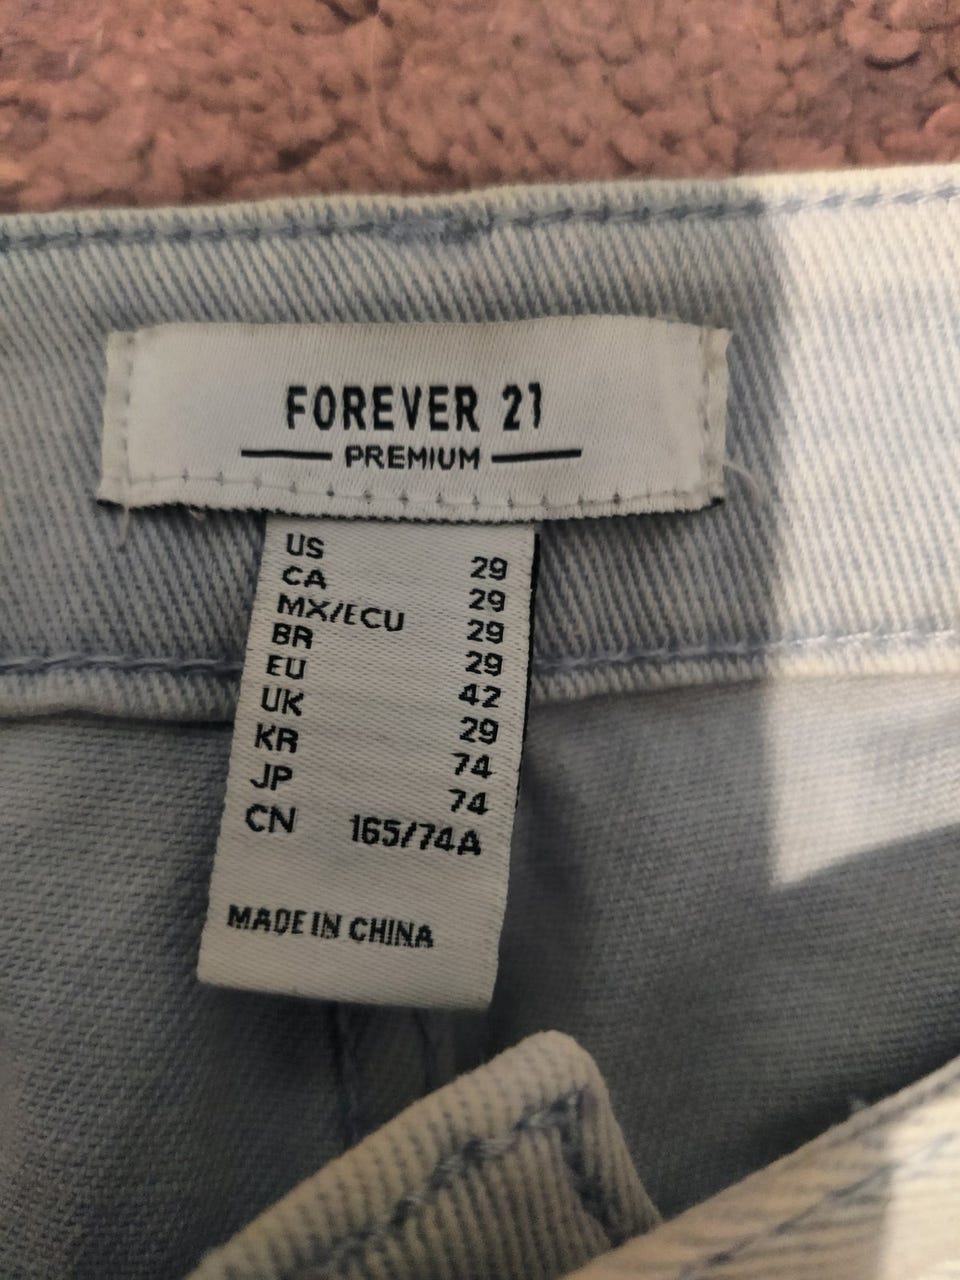 FOREVER 21
PREMIUM
US 29
CA 29
MX/ECU 29
BR 29
EU 42
UK 29
KR 74
JP 74
CN 165/74A
MADE IN CHINA